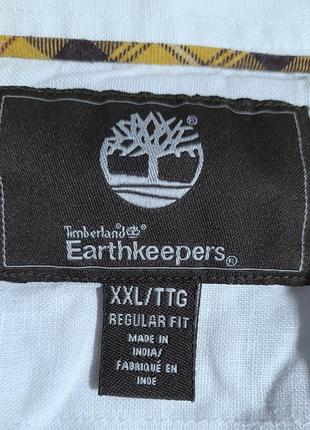 ®
Timberland®
Earthkeepers®
XXL/TTG
REGULAR FIT
MADE IN
INDIA/
FABRIQUÉ EN
INDE